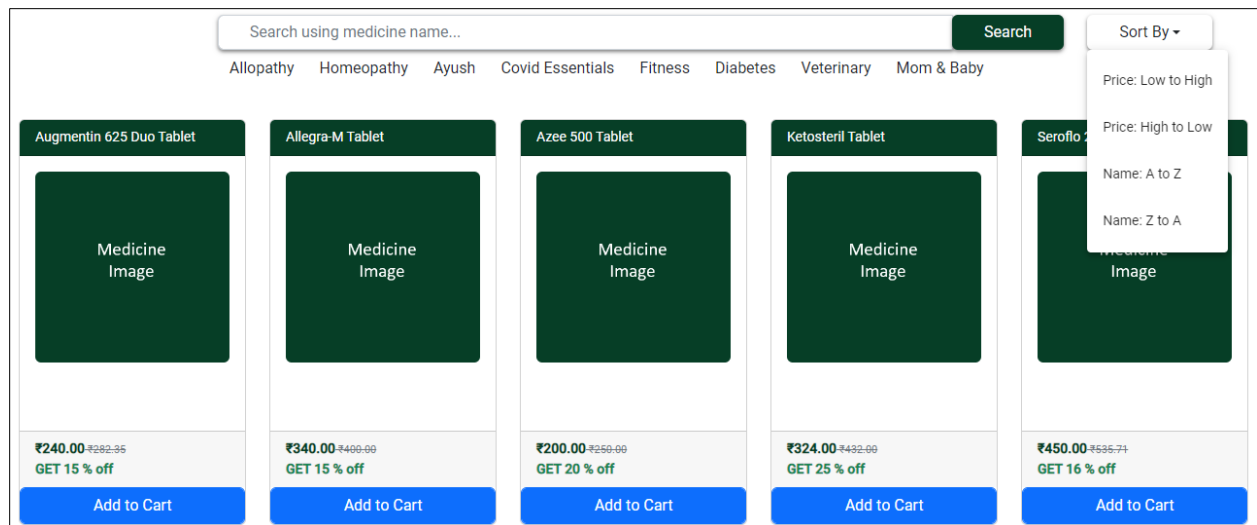 Search using medicine name...
Search
Sort By
Allopathy Homeopathy Ayush Covid Essentials Fitness Diabetes Veterinary Mom & Baby
Price: Low to High
Price: High to Low
Name: A to Z
Name: Z to A
Augmentin 625 Duo Tablet
Medicine
Image
₹240.00 ₹282.35
GET 15 % off
Add to Cart
Allegra-M Tablet
Medicine
Image
₹340.00 ₹400.00
GET 15 % off
Add to Cart
Azee 500 Tablet
Medicine
Image
₹200.00 ₹250.00
GET 20 % off
Add to Cart
Ketosteril Tablet
Medicine
Image
₹324.00 ₹432.00
GET 25 % off
Add to Cart
Seroflo
Medicine
Image
₹450.00 ₹535.71
GET 16 % off
Add to Cart